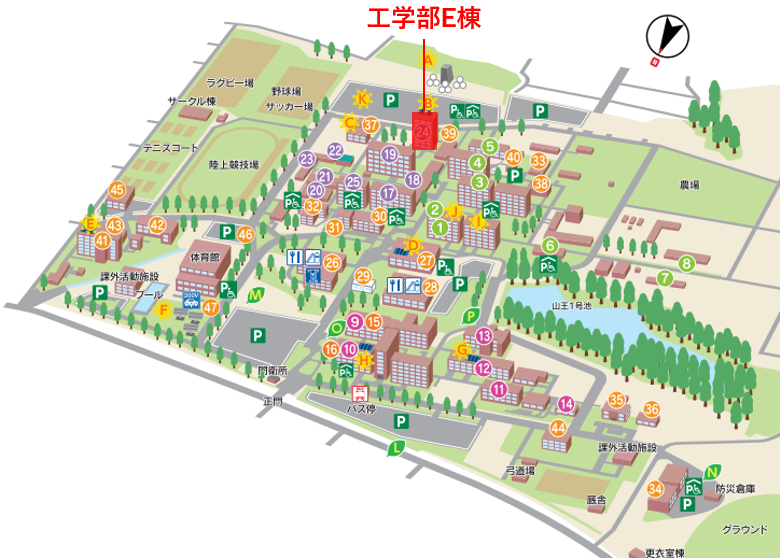 工学部E棟
N
A
ラグビー場
野球場
サッカー場
サークル棟
K
P
B
P
P
C
37
24
39
テニスコート
陸上競技場
23
22
19
5
4
40
33
21
20
25
18
3
P
38
農場
45
32
P
17
2
J
I
P
E
43
42
41
P
46
31
30
P
1
D
6
体育館
26
27
P
P
8
7
課外活動施設
P
プール
P
M
29
28
山王1号池
F
200V
47
P
O
9
15
P
13
16
10
H
G
12
P
門衛所
11
正門
バス停
P
14
35
36
44
L
課外活動施設
弓道場
N
34
P
P
防災倉庫
厩舎
グラウンド
更衣室棟